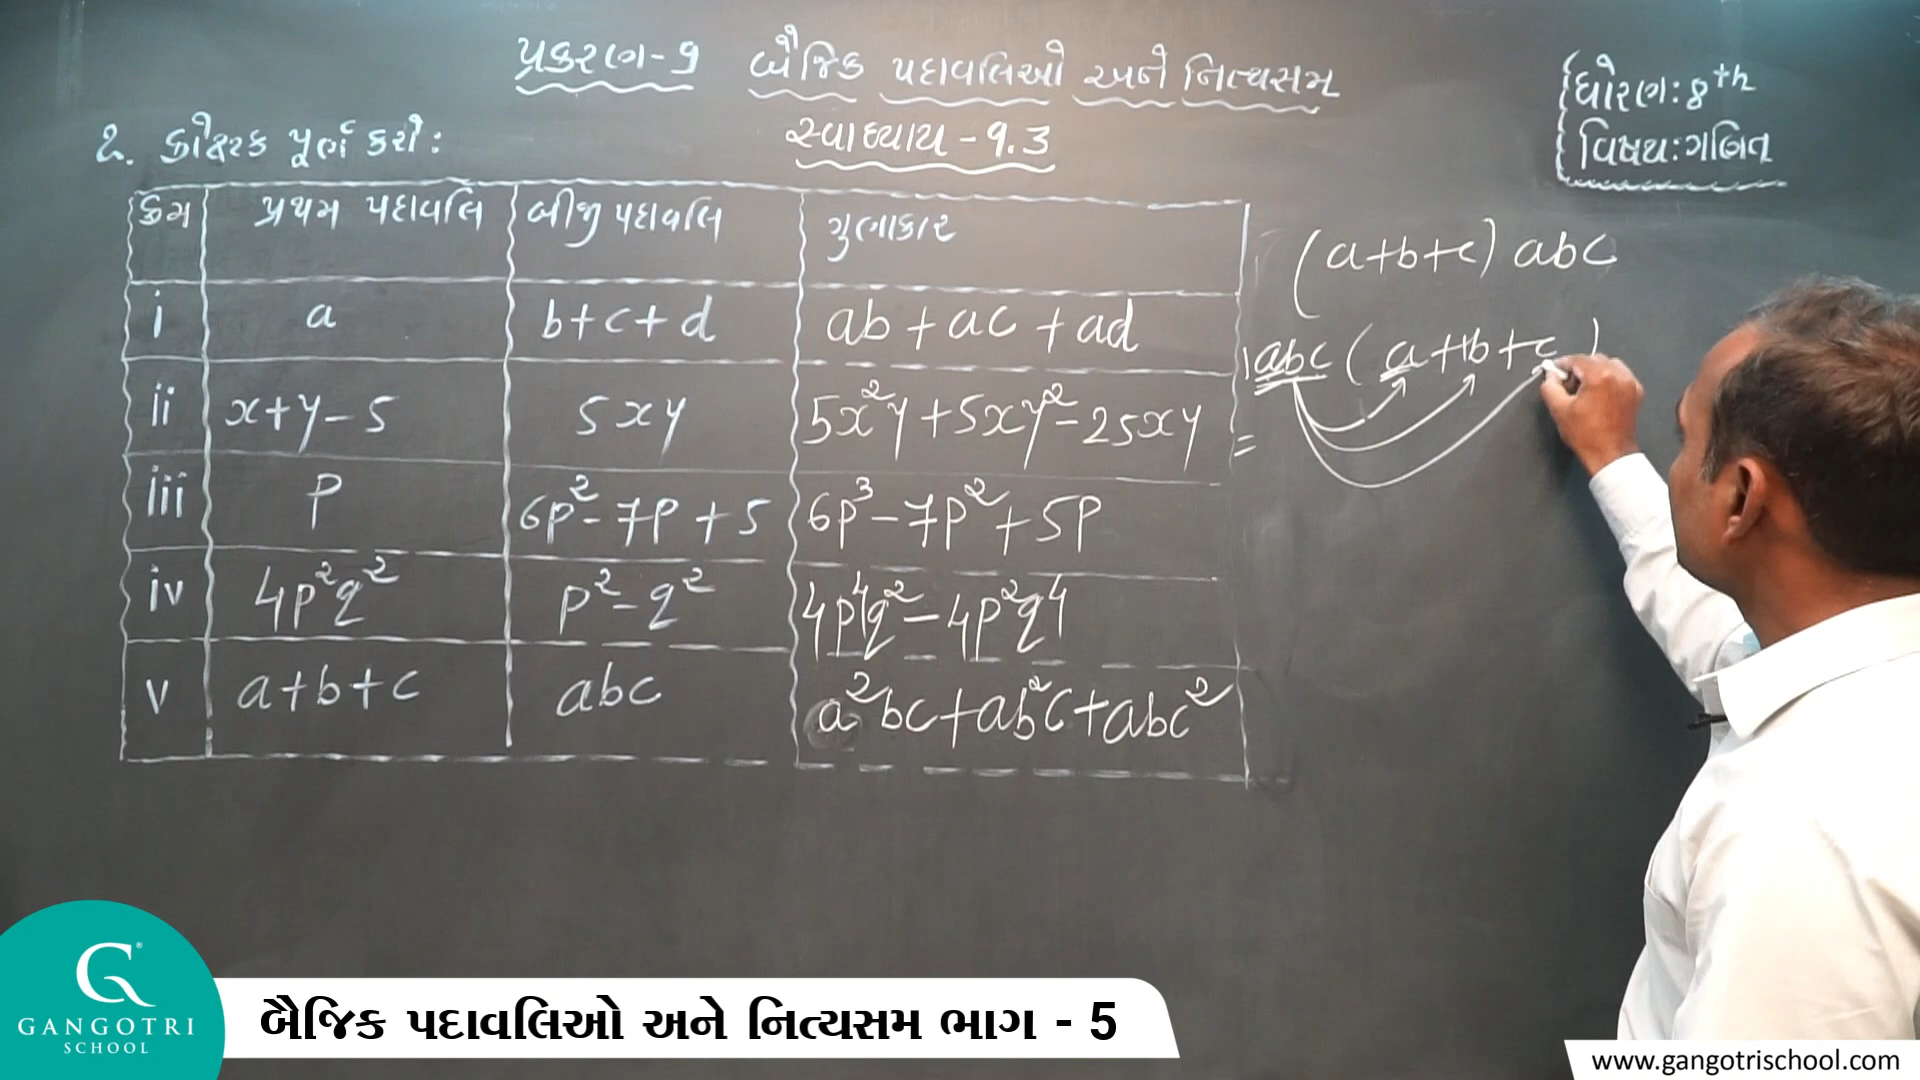 પ્રકરણ-9 બૈજિક પદાવલિઓ અને નિત્યસમ
ધોરણ: 8th
વિષય: ગણિત
સ્વાધ્યાય - 9.3
2. કોષ્ટક પૂર્ણ કરો:
ક્રમ પ્રથમ પદાવલિ બીજી પદાવલિ ગુણાકાર
i a b+c+d ab+ac+ad
ii x+y-5 5xy 5x²y+5xy²-25xy
iii p 6p²-7p+5 6p³-7p²+5p
iv 4p²q² p²-q² 4p⁴q²-4p²q⁴
v a+b+c abc a²bc+ab²c+abc²
(a+b+c) abc
abc (a+b+c)
=
GANGOTRI
SCHOOL
બૈજિક પદાવલિઓ અને નિત્યસમ ભાગ - 5
www.gangotrischool.com